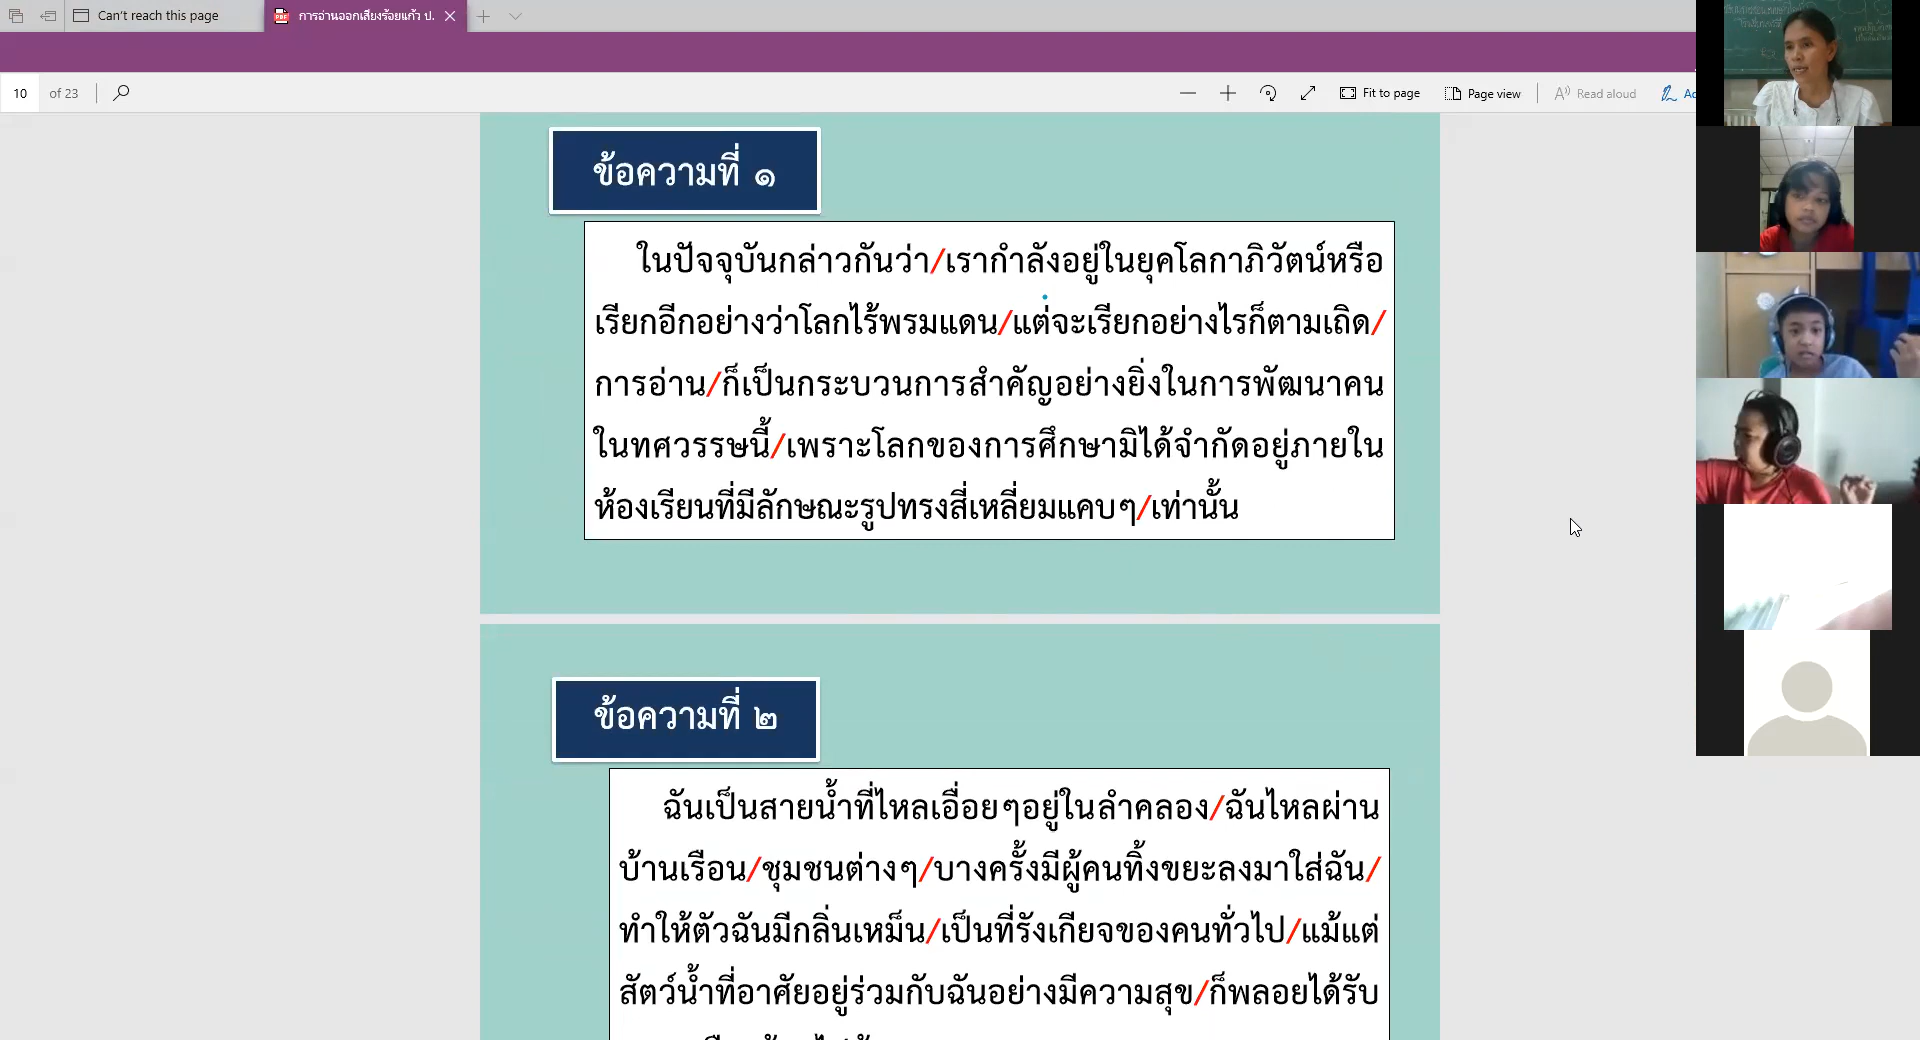 Can't reach this page
การอ่านออกเสียงร้อยแก้ว ป.
10 of 23
Fit to page
Page view
Read aloud
ข้อความที่ ๑
ในปัจจุบันกล่าวกันว่า/เรากำลังอยู่ในยุคโลกาภิวัตน์หรือ
เรียกอีกอย่างว่าโลกไร้พรมแดน/แต่จะเรียกอย่างไรก็ตามเถิด/
การอ่าน/ก็เป็นกระบวนการสำคัญอย่างยิ่งในการพัฒนาคน
ในทศวรรษนี้/เพราะโลกของการศึกษามิได้จำกัดอยู่ภายใน
ห้องเรียนที่มีลักษณะรูปทรงสี่เหลี่ยมแคบๆ/เท่านั้น
ข้อความที่ ๒
ฉันเป็นสายน้ำที่ไหลเอื่อยๆอยู่ในลำคลอง/ฉันไหลผ่าน
บ้านเรือน/ชุมชนต่างๆ/บางครั้งมีผู้คนทิ้งขยะลงมาใส่ฉัน/
ทำให้ตัวฉันมีกลิ่นเหม็น/เป็นที่รังเกียจของคนทั่วไป/แม้แต่
สัตว์น้ำที่อาศัยอยู่ร่วมกับฉันอย่างมีความสุข/ก็พลอยได้รับ